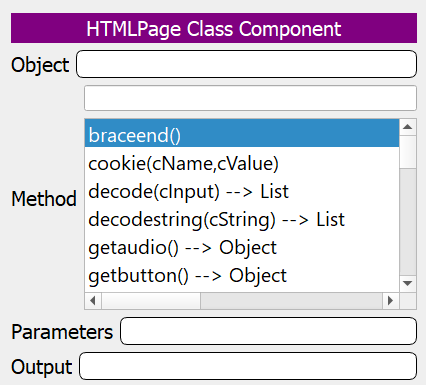 HTMLPage Class Component
Object
Method
braceend()
cookie(cName,cValue)
decode(cInput) --> List
decodestring(cString) --> List
getaudio() --> Object
getbutton() --> Object
Parameters
Output